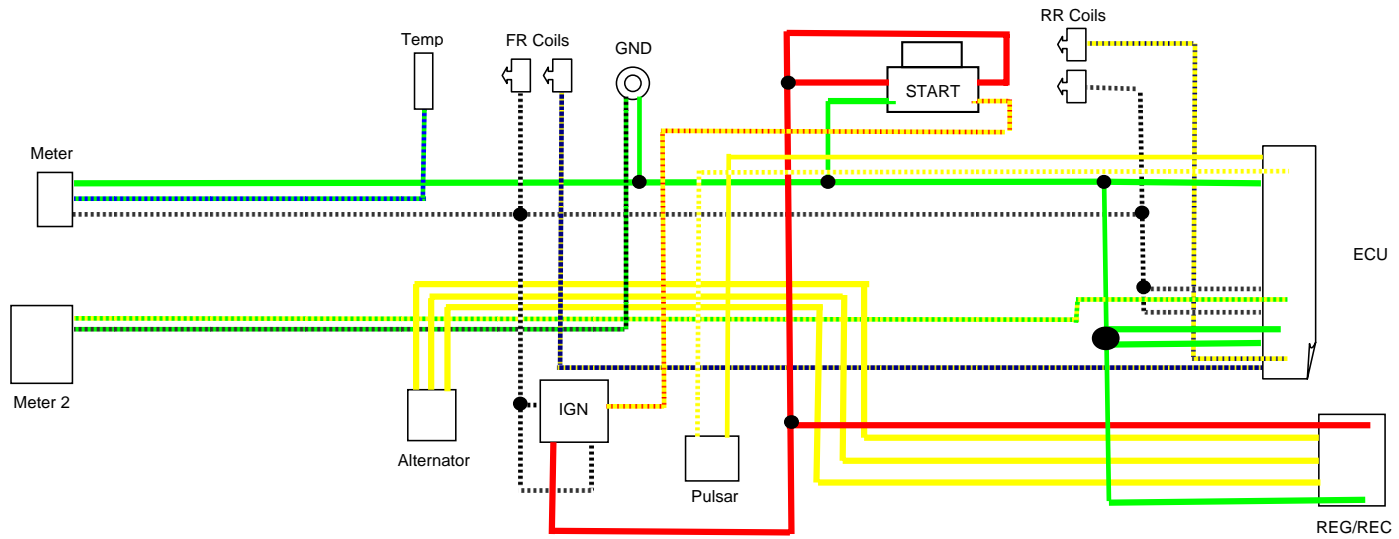 Temp
FR Coils
GND
RR Coils
START
Meter
ECU
Meter 2
IGN
Alternator
Pulsar
REG/REC